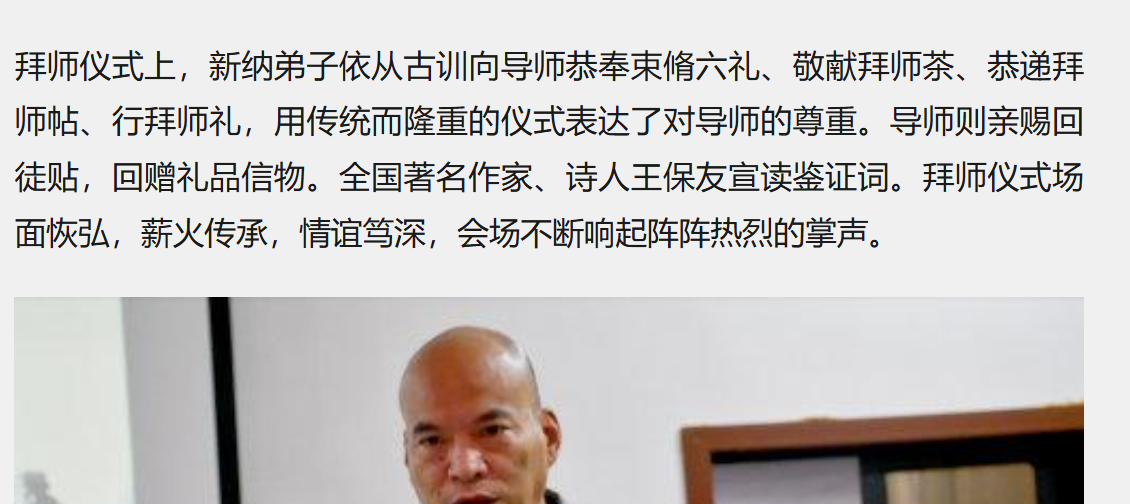 拜师仪式上，新纳弟子依从古训向导师恭奉束脩六礼、敬献拜师茶、恭递拜
师帖、行拜师礼，用传统而隆重的仪式表达了对导师的尊重。导师则亲赐回
徒贴，回赠礼品信物。全国著名作家、诗人王保友宣读鉴证词。拜师仪式场
面恢弘，薪火传承，情谊笃深，会场不断响起阵阵热烈的掌声。